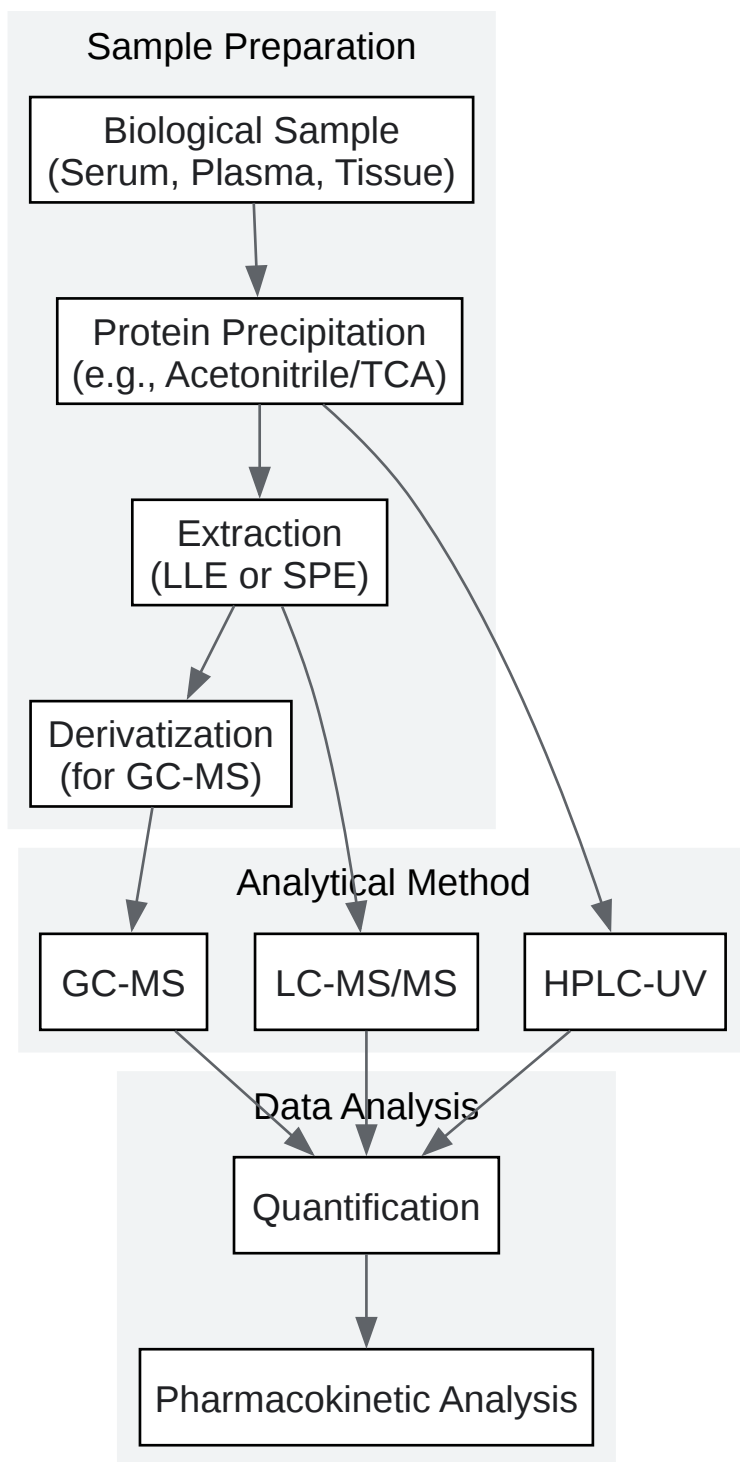 Sample Preparation
Biological Sample
(Serum, Plasma, Tissue)
Protein Precipitation
(e.g., Acetonitrile/TCA)
Extraction
(LLE or SPE)
Derivatization
(for GC-MS)
Analytical Method
GC-MS
LC-MS/MS
HPLC-UV
Data Analysis
Quantification
Pharmacokinetic Analysis